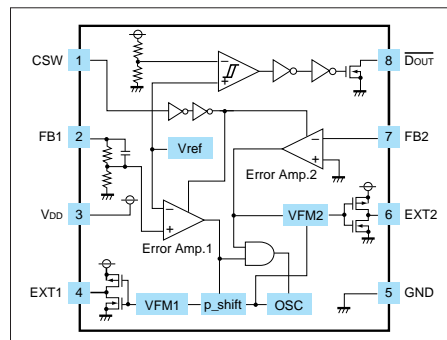 CSW 1
8 DOUT
FB1 2
Vref
7 FB2
Error Amp.2
VDD 3
VFM2
6 EXT2
Error Amp.1
EXT1 4
VFM1
p_shift
OSC
5 GND